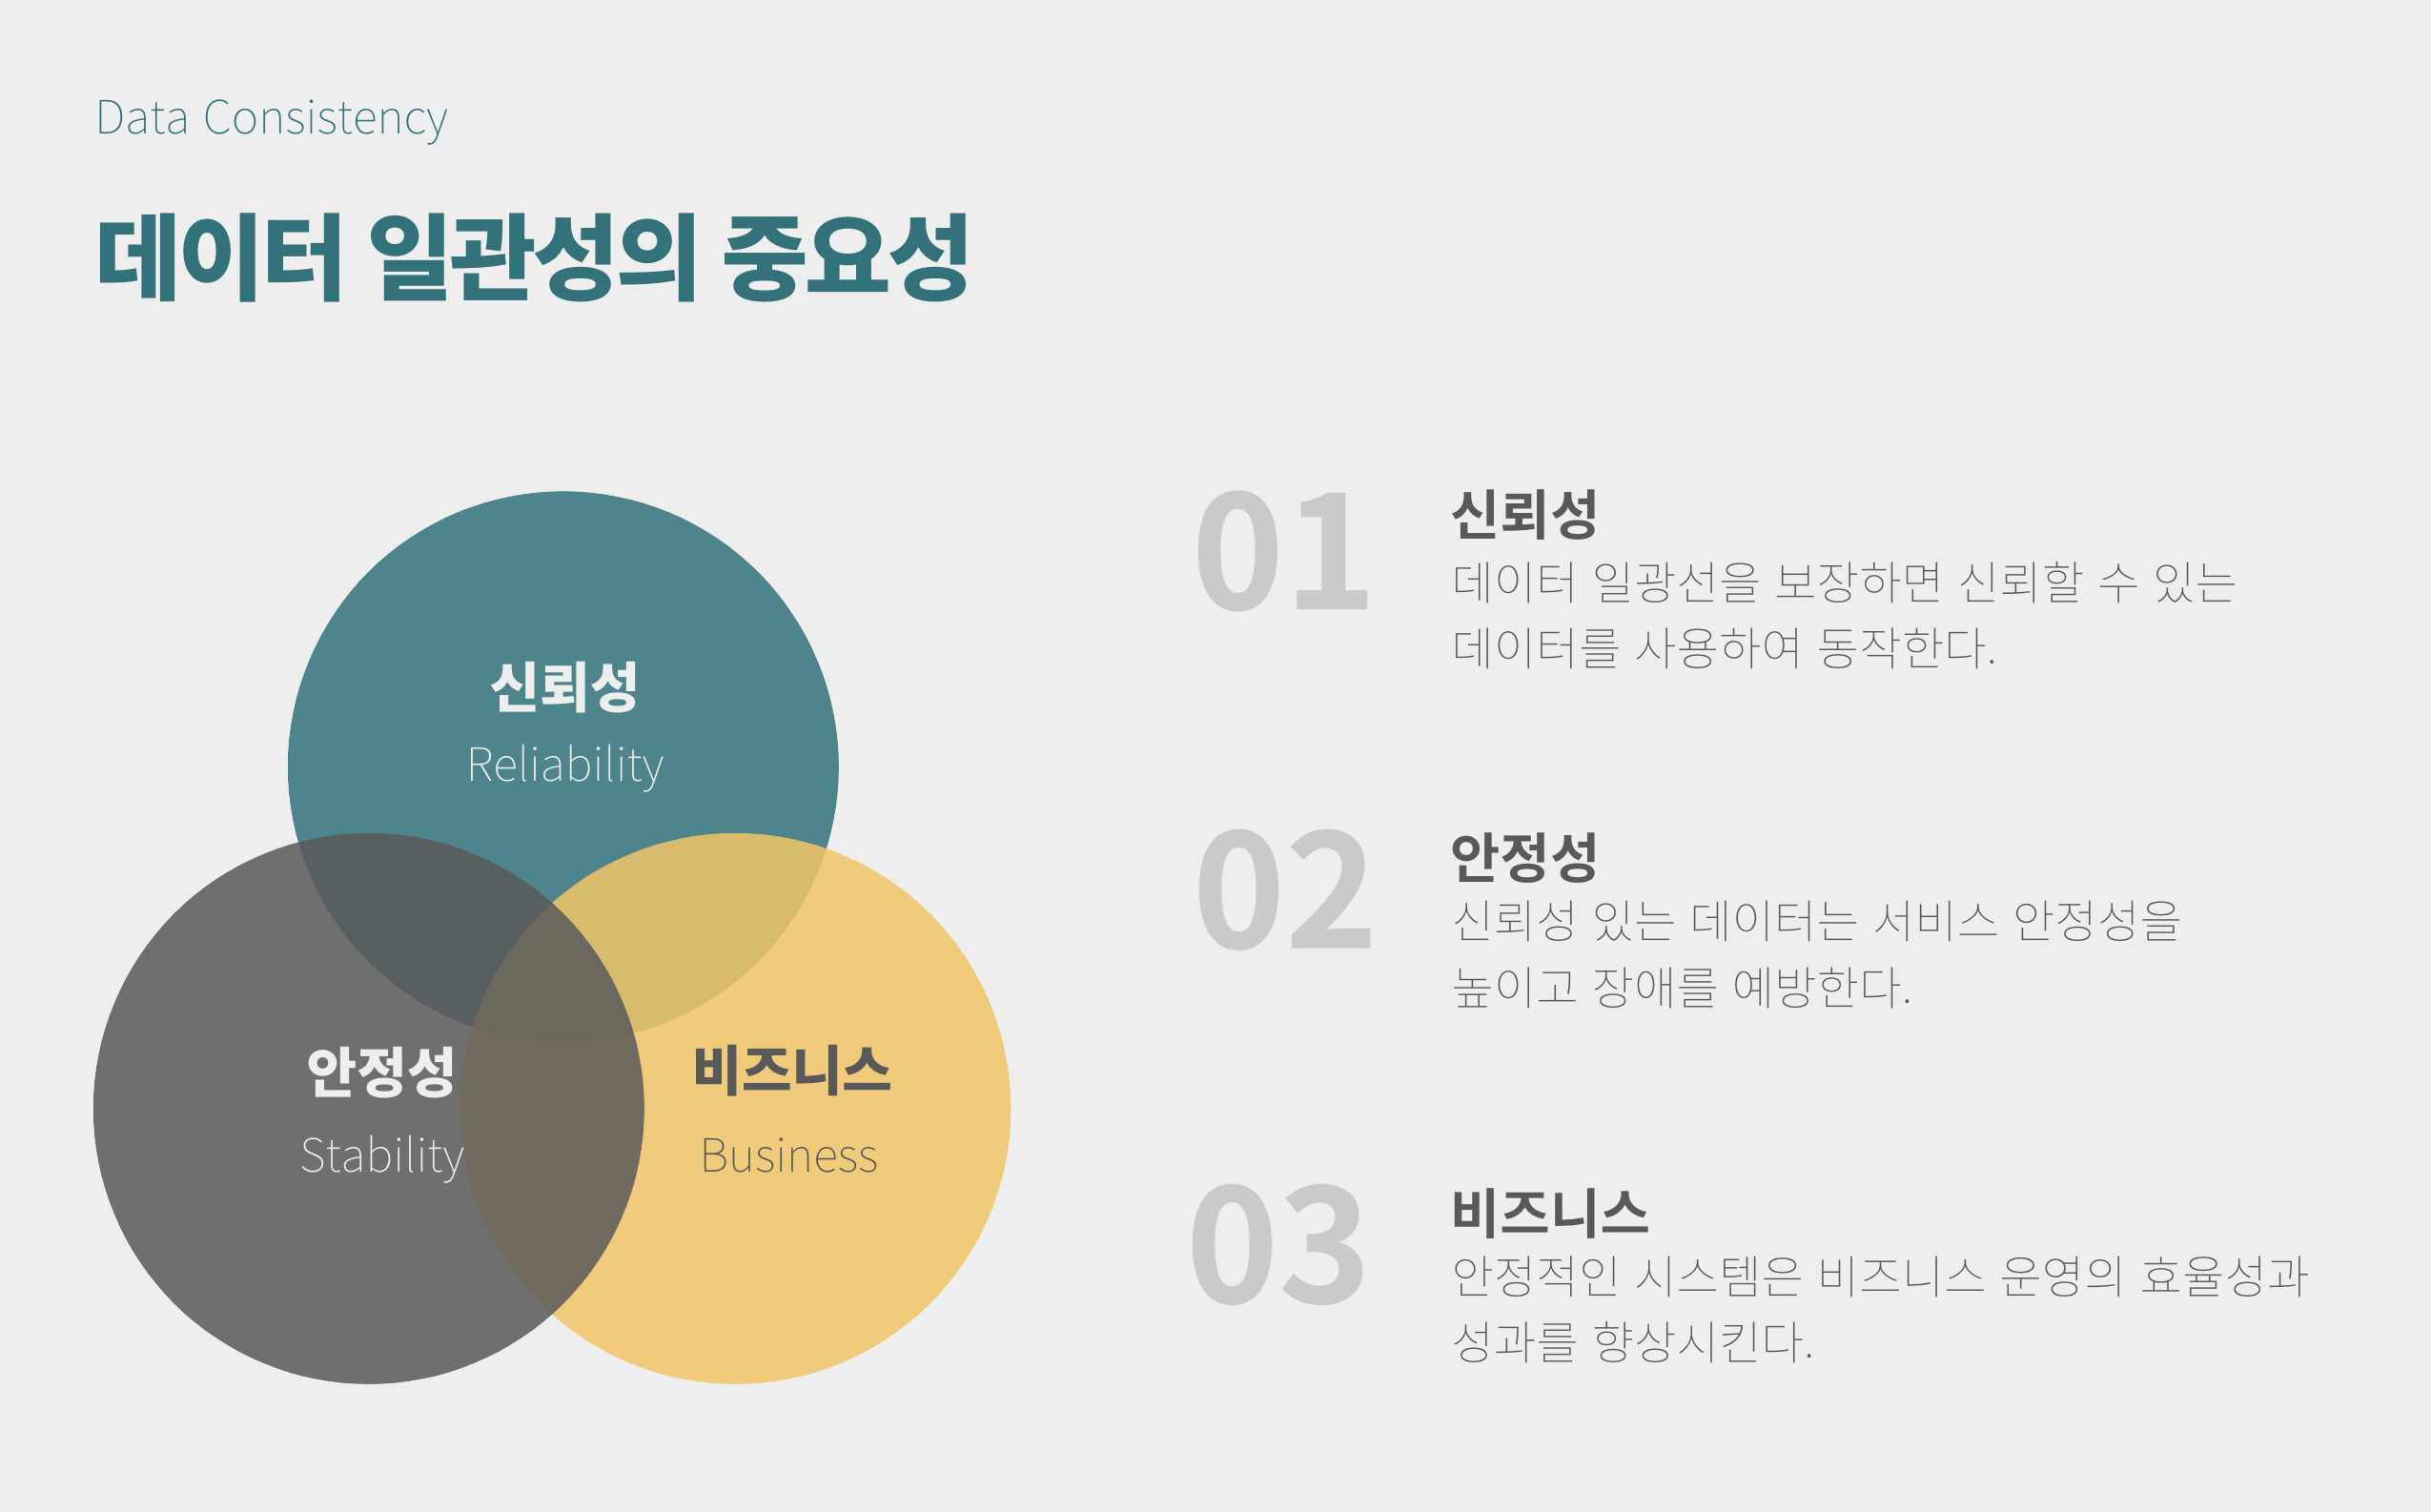 Data Consistency
데이터 일관성의 중요성
신뢰성
Reliability
안정성
Stability
비즈니스
Business
01
신뢰성
데이터 일광선을 보장하면 신뢰할 수 있는
데이터를 사용하여 동작한다.
02
안정성
신뢰성 있는 데이터는 서비스 안정성을
높이고 장애를 예방한다.
03
비즈니스
안정적인 시스템은 비즈니스 운영의 효율성과
성과를 향상시킨다.